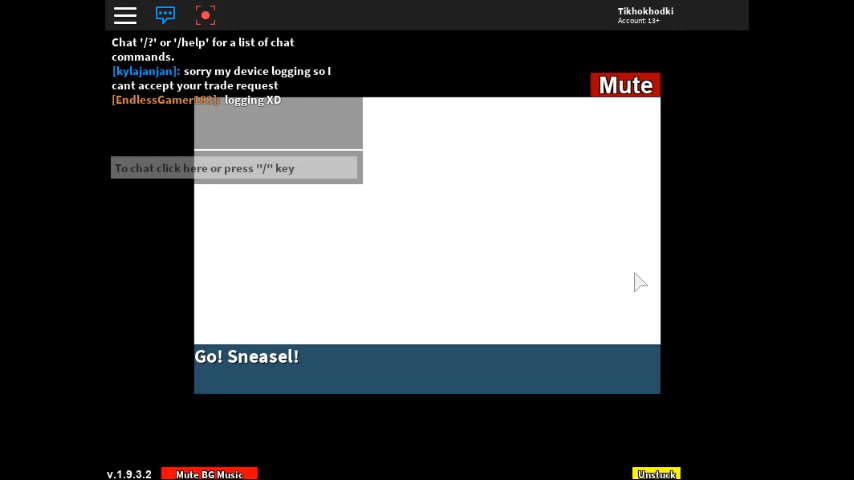 Tikhokhodki
Account: 13+
Chat '/?' or '/help' for a list of chat
commands.
[kylajanjan]: sorry my device logging so I
cant accept your trade request
[EndlessGamer188]: logging XD
Mute
To chat click here or press "/" key
Go! Sneasel!
v.1.9.3.2
Mute BG Music
Unstuck